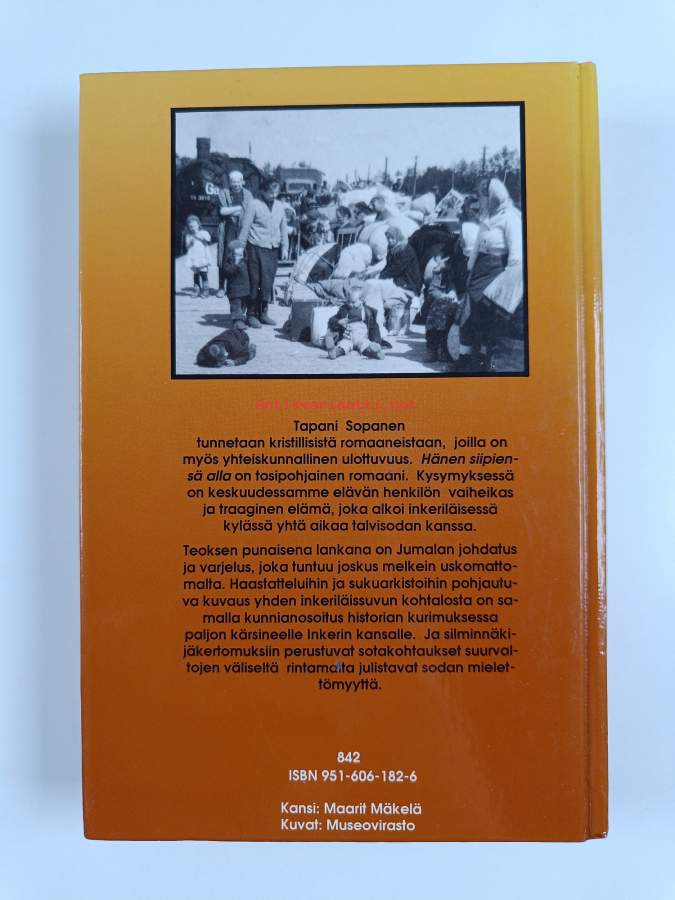 Antikvariaatti.net
Tapani Sopanen
tunnetaan kristillisistä romaaneistaan, joilla on
myös yhteiskunnallinen ulottuvuus. Hänen siipien-
sä alla on tosipohjainen romaani. Kysymyksessä
on keskuudessamme elävän henkilön vaiheikas
ja traaginen elämä, joka alkoi inkeriläisessä
kylässä yhtä aikaa talvisodan kanssa.
Teoksen punaisena lankana on Jumalan johdatus
ja varjelus, joka tuntuu joskus melkein uskomatto-
malta. Haastatteluihin ja sukuarkistoihin pohjautu-
va kuvaus yhden inkeriläissuvun kohtalosta on sa-
malla kunnianosoitus historian kurimuksessa
paljon kärsineelle Inkerin kansalle. Ja silminnäki-
jäkertomuksiin perustuvat sotakohtaukset suurval-
tojen väliseltä rintamalta julistavat sodan mielet-
tömyyttä.
842
ISBN 951-606-182-6
Kansi: Maarit Mäkelä
Kuvat: Museovirasto